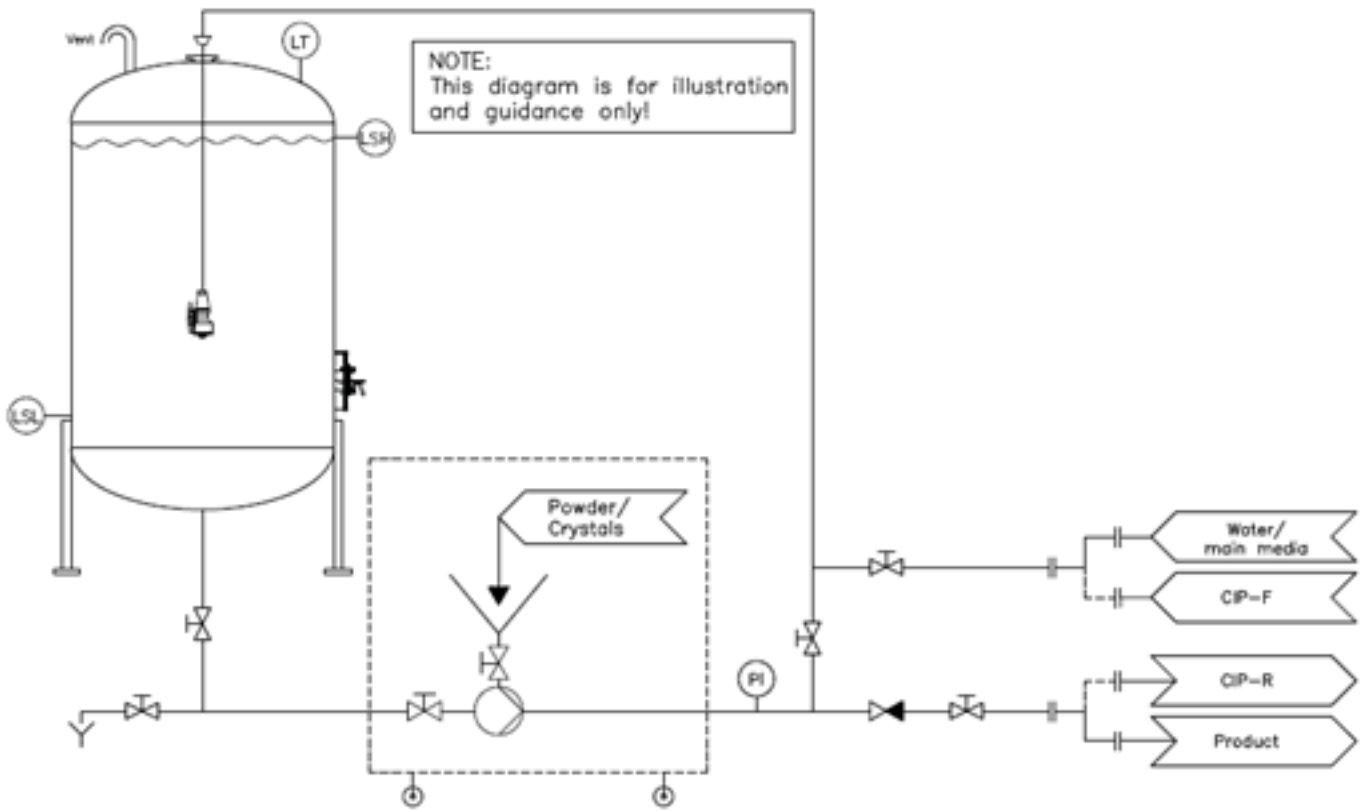 Vent
LT
NOTE:
This diagram is for illustration
and guidance only!
LSH
LSL
Powder/
Crystals
Water/
main media
CIP-F
PI
CIP-R
Product